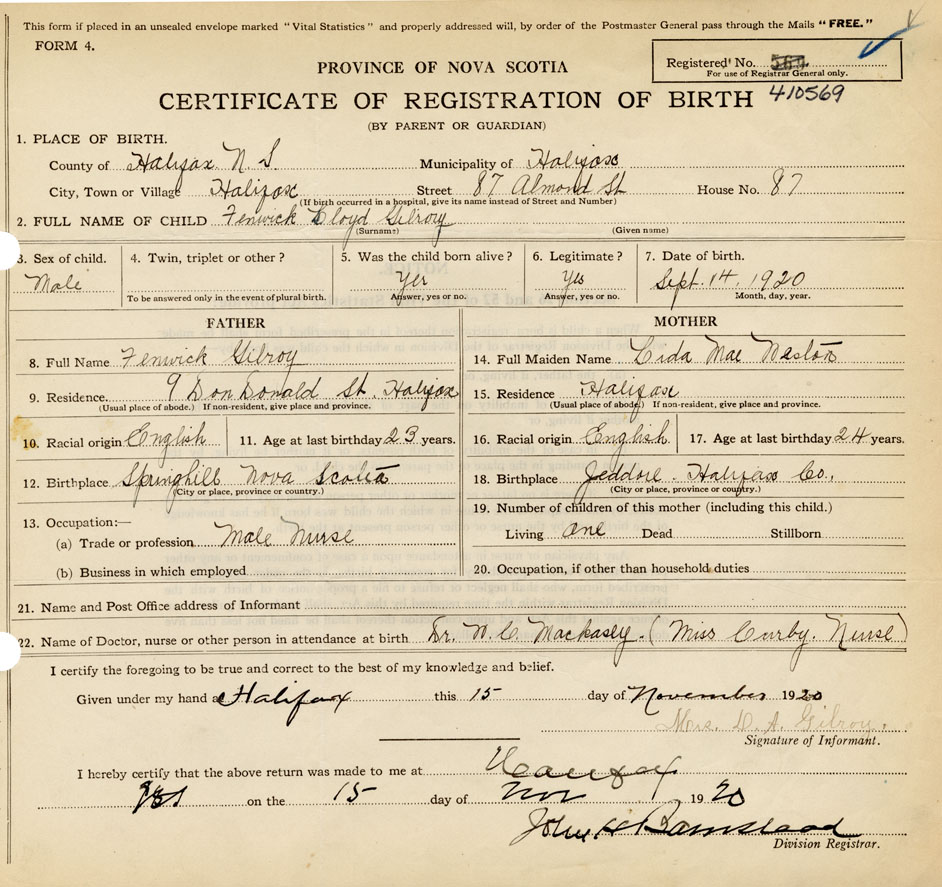 This form if placed in an unsealed envelope marked "Vital Statistics" and properly addressed will, by order of the Postmaster General pass through the Mails "FREE."
FORM 4.
Registered No.
For use of Registrar General only.
PROVINCE OF NOVA SCOTIA
CERTIFICATE OF REGISTRATION OF BIRTH 410569
(BY PARENT OR GUARDIAN)
1. PLACE OF BIRTH.
County of Halifax N.S Municipality of Halifax
City, Town or Village Halifax Street 87 Almond St House No. 87
(If birth occurred in a hospital, give its name instead of Street and Number)
2. FULL NAME OF CHILD Fenwick Lloyd Gilroy
(Surname) (Given name)
3. Sex of child. 4. Twin, triplet or other? 5. Was the child born alive? 6. Legitimate? 7. Date of birth.
Male Yes Yes Sept. 14, 1920
To be answered only in the event of plural birth. Answer, yes or no. Answer, yes or no. Month, day, year.
FATHER MOTHER
8. Full Name Fenwick Gilroy 14. Full Maiden Name Lida Mae Weston
9. Residence. 9 St. Halifax 15. Residence Halifax
(Usual place of abode.) If non-resident, give place and province. (Usual place of abode.) If non-resident, give place and province.
10. Racial origin English 11. Age at last birthday 23 years. 16. Racial origin English 17. Age at last birthday 24 years.
12. Birthplace Springhill Nova Scotia 18. Birthplace Jeddore Halifax Co.,
(City or place, province or country.) (City or place, province or country.)
13. Occupation:— 19. Number of children of this mother (including this child.)
(a) Trade or profession Male Nurse Living one Dead Stillborn
(b) Business in which employed 20. Occupation, if other than household duties
21. Name and Post Office address of Informant
22. Name of Doctor, nurse or other person in attendance at birth Dr. W. C. Mackasey. (Miss Curby. Nurse)
I certify the foregoing to be true and correct to the best of my knowledge and belief.
Given under my hand at Halifax this 15 day of November 1920
Mrs. D. A. Gilroy.
Signature of Informant.
I hereby certify that the above return was made to me at Halifax
on the 15 day of Nov 1920
John H Barnstead
Division Registrar.